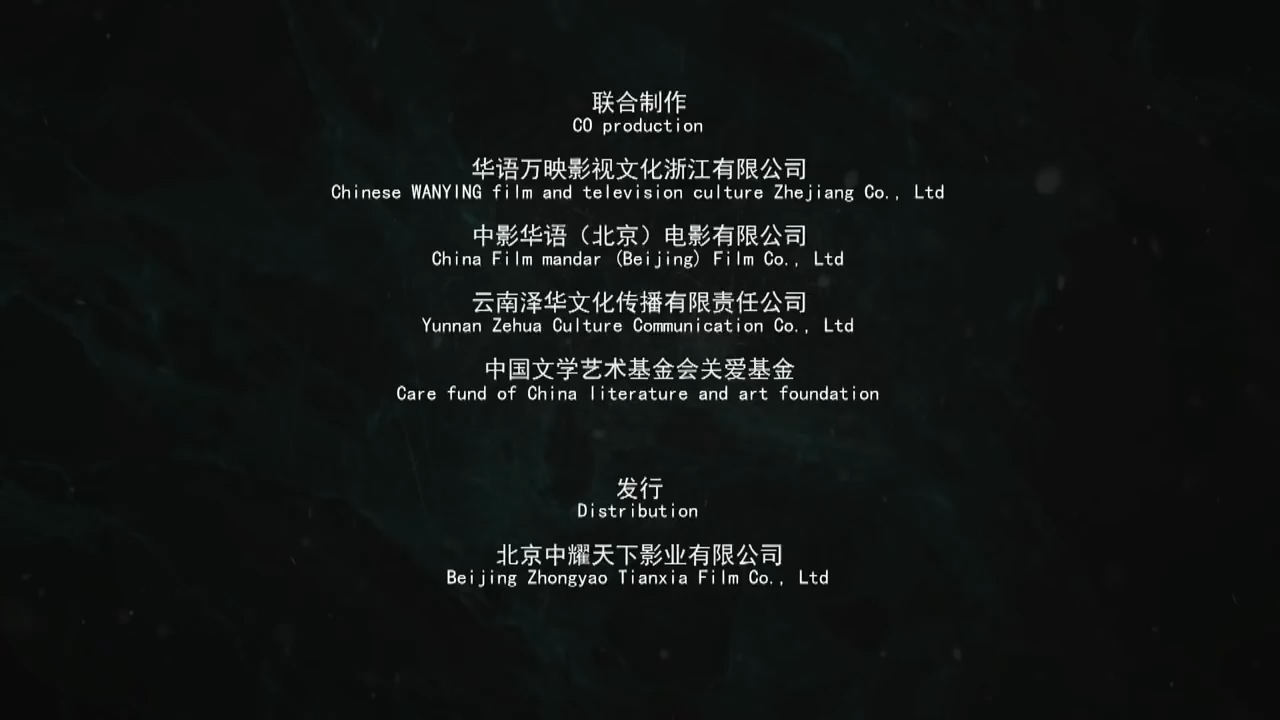 联合制作
CO production
华语万映影视文化浙江有限公司
Chinese WANYING film and television culture Zhejiang Co., Ltd
中影华语（北京）电影有限公司
China Film mandar (Beijing) Film Co., Ltd
云南泽华文化传播有限责任公司
Yunnan Zehua Culture Communication Co., Ltd
中国文学艺术基金会关爱基金
Care fund of China literature and art foundation
发行
Distribution
北京中耀天下影业有限公司
Beijing Zhongyao Tianxia Film Co., Ltd